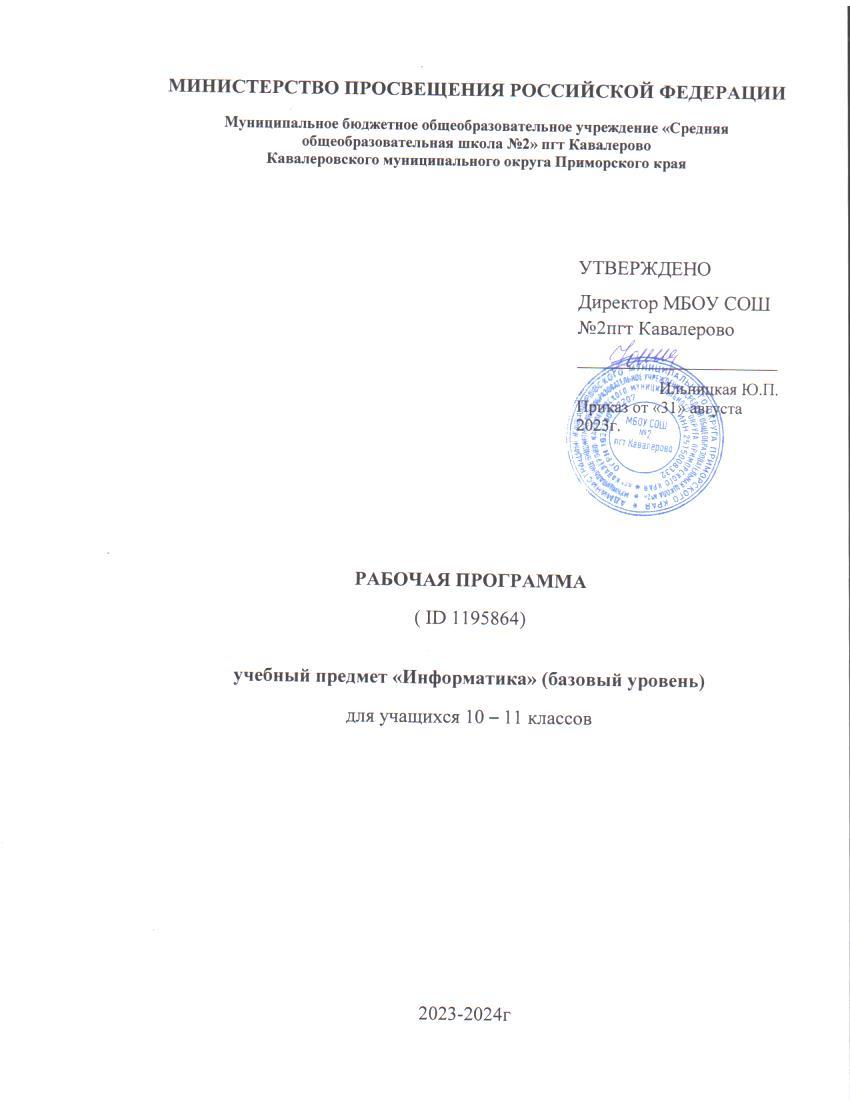 МИНИСТЕРСТВО ПРОСВЕЩЕНИЯ РОССИЙСКОЙ ФЕДЕРАЦИИ
Муниципальное бюджетное общеобразовательное учреждение «Средняя
общеобразовательная школа №2» пгт Кавалерово
Кавалеровского муниципального округа Приморского края
УТВЕРЖДЕНО
Директор МБОУ СОШ
№2пгт Кавалерово
Ильницкая Ю.П.
Приказ от «31» августа
2023г.
МБОУ СОШ
№2
пгт Кавалерово
РАБОЧАЯ ПРОГРАММА
( ID 1195864)
учебный предмет «Информатика» (базовый уровень)
для учащихся 10 – 11 классов
2023-2024г